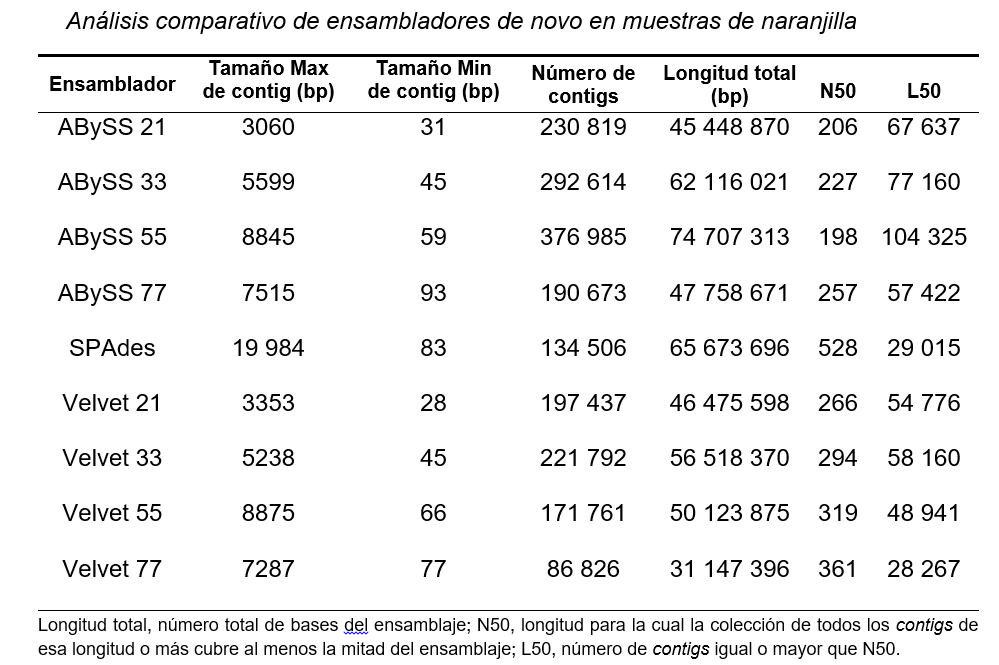 Análisis comparativo de ensambladores de novo en muestras de naranjilla
Ensamblador Tamaño Max de contig (bp) Tamaño Min de contig (bp) Número de contigs Longitud total (bp) N50 L50
ABySS 21 3060 31 230 819 45 448 870 206 67 637
ABySS 33 5599 45 292 614 62 116 021 227 77 160
ABySS 55 8845 59 376 985 74 707 313 198 104 325
ABySS 77 7515 93 190 673 47 758 671 257 57 422
SPAdes 19 984 83 134 506 65 673 696 528 29 015
Velvet 21 3353 28 197 437 46 475 598 266 54 776
Velvet 33 5238 45 221 792 56 518 370 294 58 160
Velvet 55 8875 66 171 761 50 123 875 319 48 941
Velvet 77 7287 77 86 826 31 147 396 361 28 267
Longitud total, número total de bases del ensamblaje; N50, longitud para la cual la colección de todos los contigs de
esa longitud o más cubre al menos la mitad del ensamblaje; L50, número de contigs igual o mayor que N50.